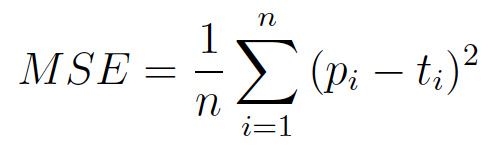 MSE = \frac{1}{n} \sum_{i=1}^{n} (p_i - t_i)^2